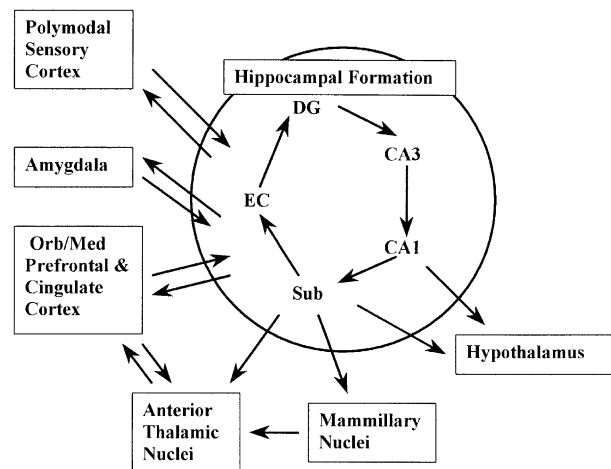 Polymodal
Sensory
Cortex
Hippocampal Formation
DG
CA3
Amygdala
EC
CA1
Orb/Med
Prefrontal &
Cingulate
Cortex
Sub
Hypothalamus
Anterior
Thalamic
Nuclei
Mammillary
Nuclei